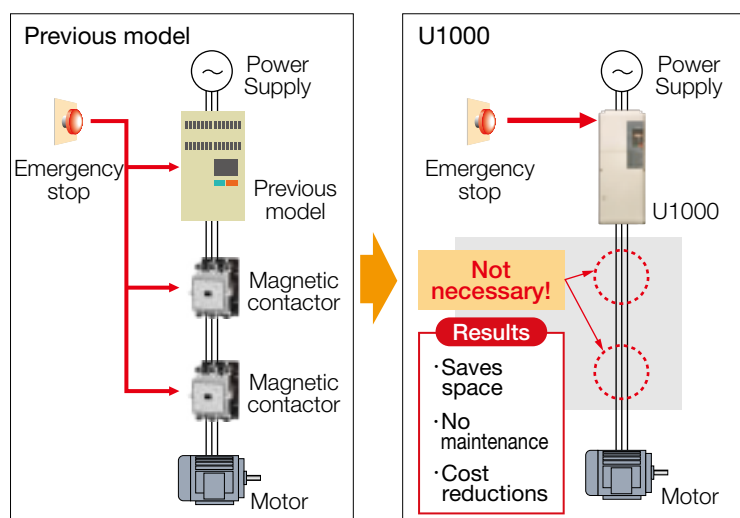 Previous model
Power
Supply
Emergency
stop
Previous
model
Magnetic
contactor
Magnetic
contactor
Motor
U1000
Power
Supply
Emergency
stop
U1000
Not
necessary!
Results
·Saves
space
·No
maintenance
·Cost
reductions
Motor